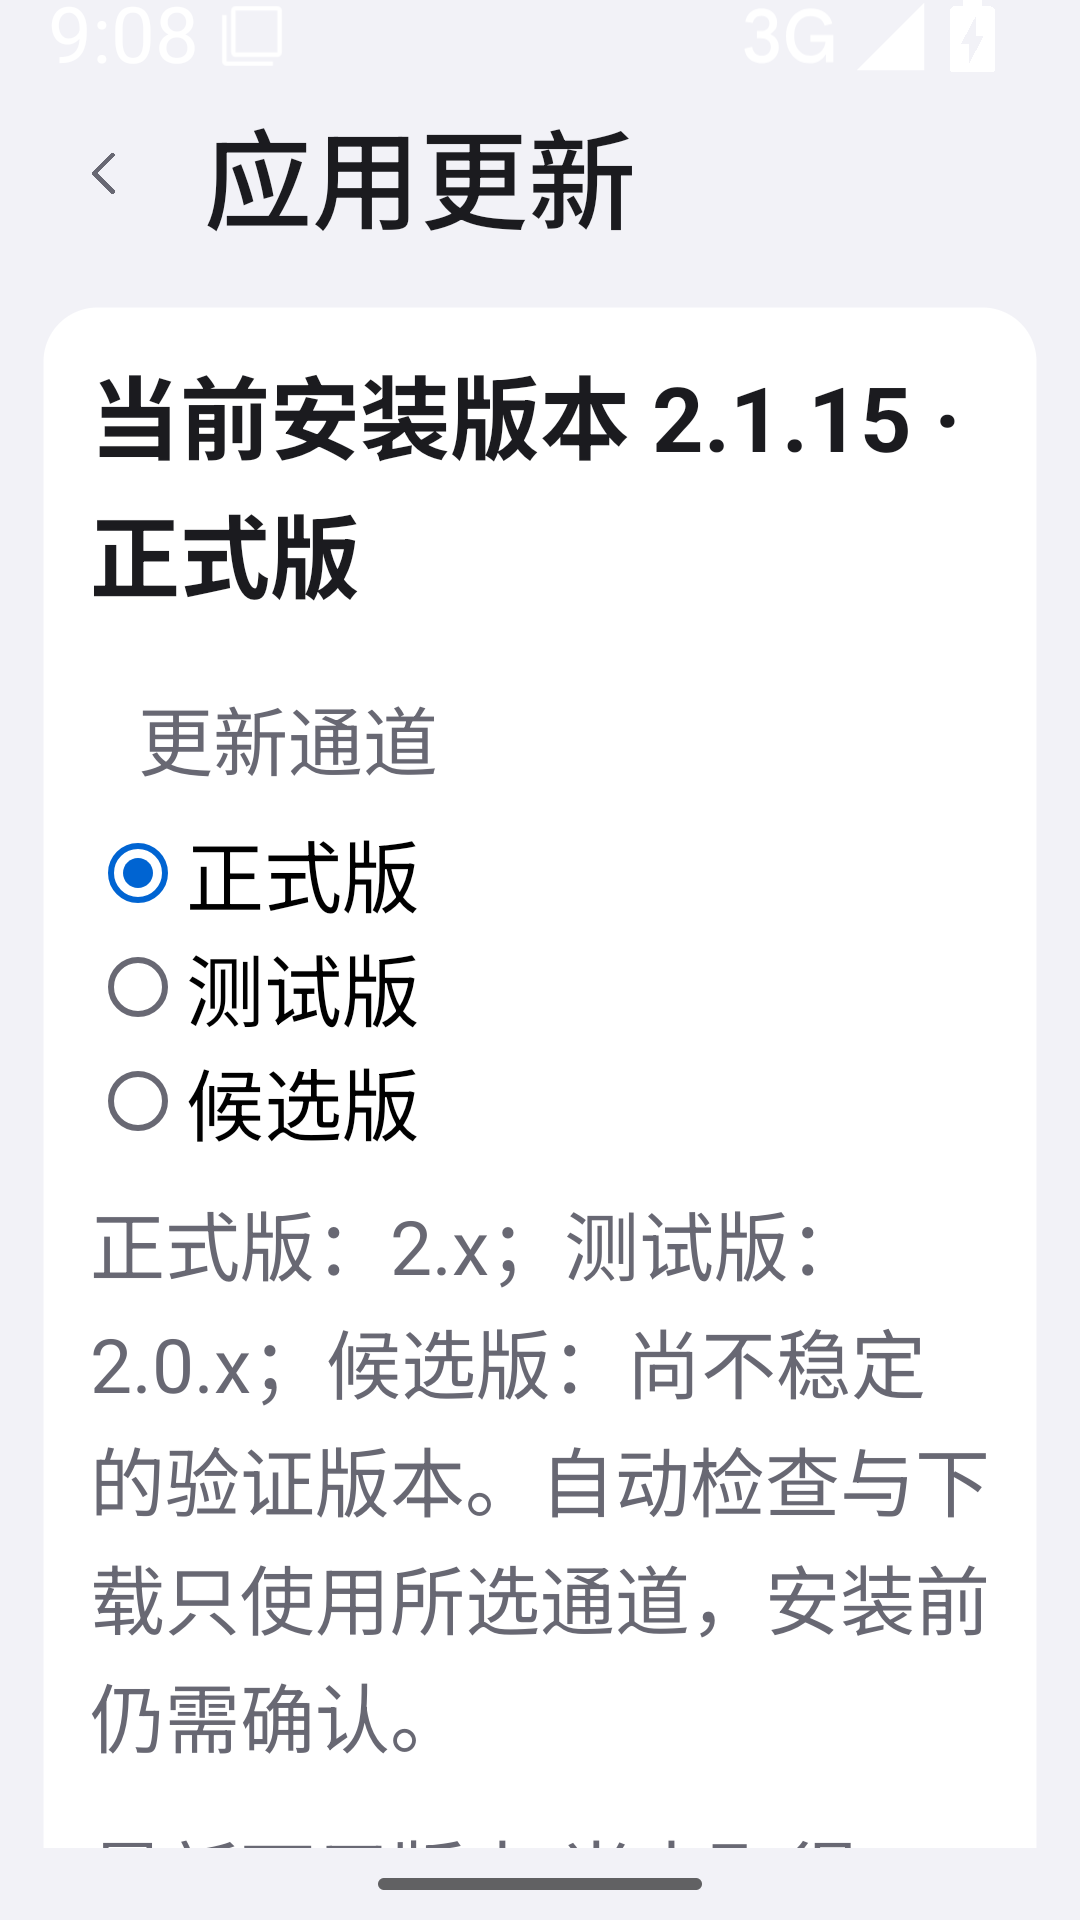 9:08 3G
应用更新
当前安装版本 2.1.15 ·
正式版
更新通道
正式版
测试版
候选版
正式版：2.x；测试版：
2.0.x；候选版：尚不稳定
的验证版本。自动检查与下
载只使用所选通道，安装前
仍需确认。